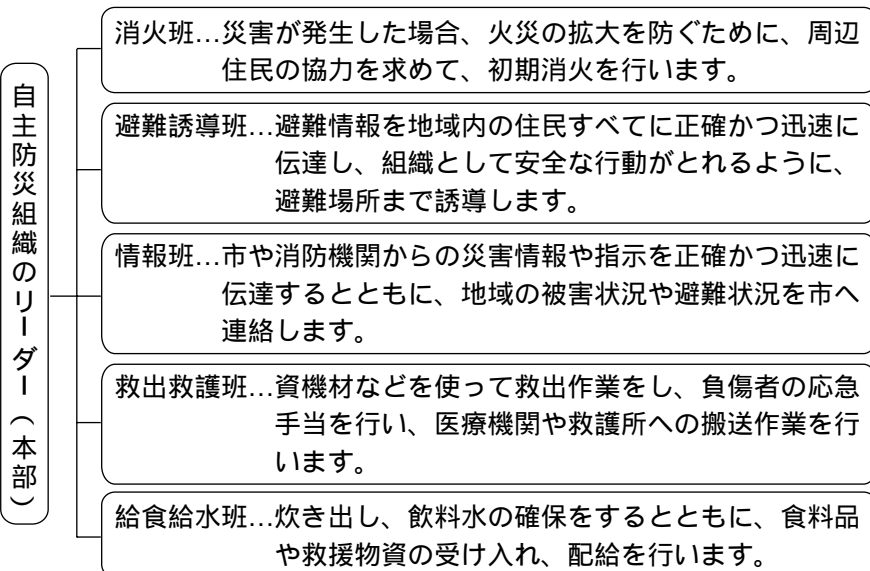 自主防災組織のリーダー（本部）
消火班…災害が発生した場合、火災の拡大を防ぐために、周辺
住民の協力を求めて、初期消火を行います。
避難誘導班…避難情報を地域内の住民すべてに正確かつ迅速に
伝達し、組織として安全な行動がとれるように、
避難場所まで誘導します。
情報班…市や消防機関からの災害情報や指示を正確かつ迅速に
伝達するとともに、地域の被害状況や避難状況を市へ
連絡します。
救出救護班…資機材などを使って救出作業をし、負傷者の応急
手当を行い、医療機関や救護所への搬送作業を行
います。
給食給水班…炊き出し、飲料水の確保をするとともに、食料品
や救援物資の受け入れ、配給を行います。